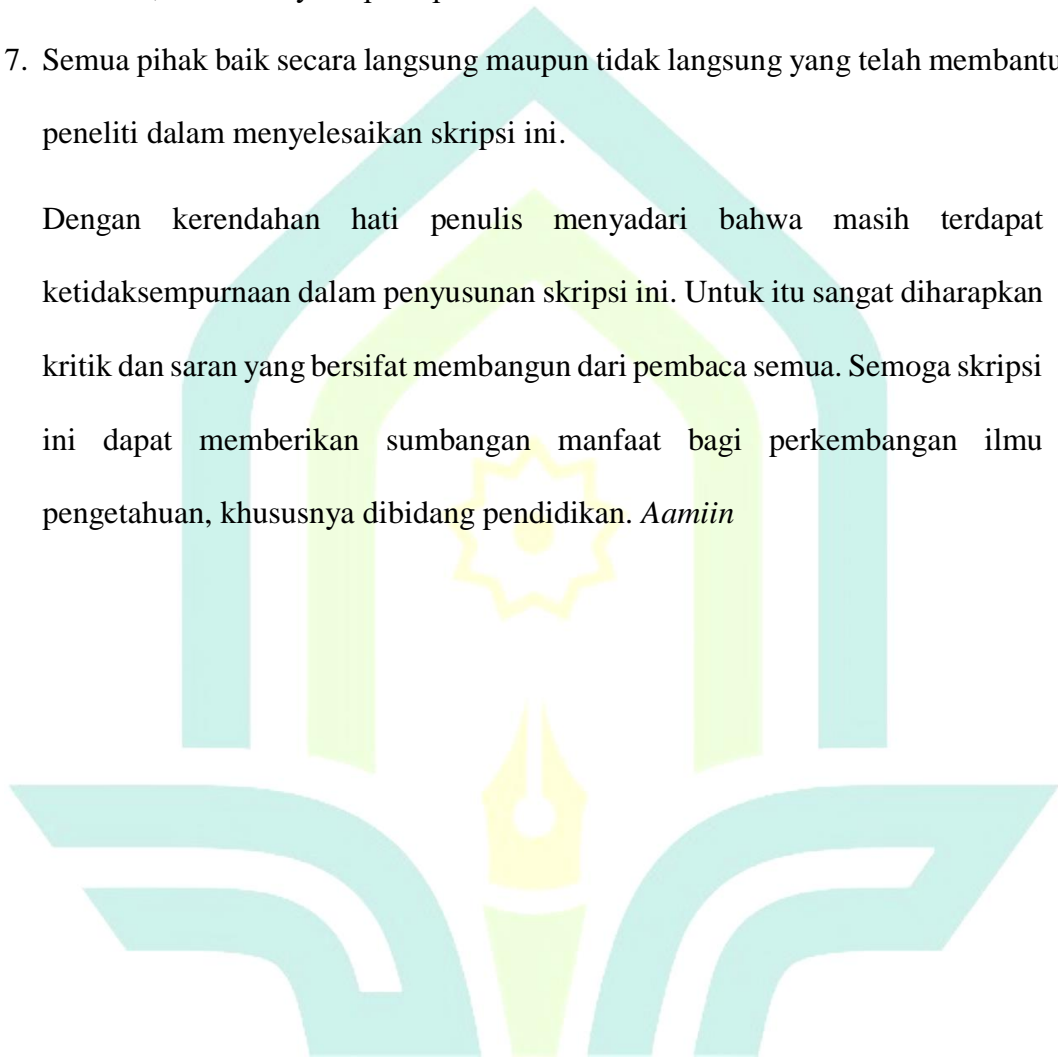 7. Semua pihak baik secara langsung maupun tidak langsung yang telah membantu
peneliti dalam menyelesaikan skripsi ini.
Dengan kerendahan hati penulis menyadari bahwa masih terdapat
ketidaksempurnaan dalam penyusunan skripsi ini. Untuk itu sangat diharapkan
kritik dan saran yang bersifat membangun dari pembaca semua. Semoga skripsi
ini dapat memberikan sumbangan manfaat bagi perkembangan ilmu
pengetahuan, khususnya dibidang pendidikan. Aamiin